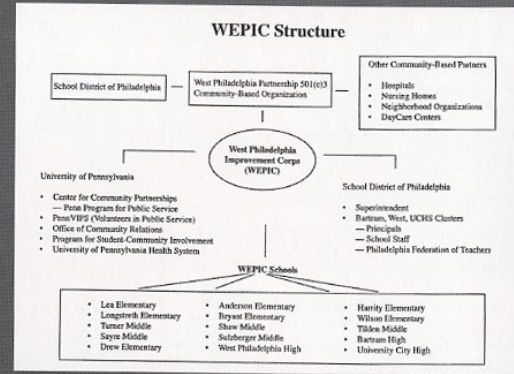 WEPIC Structure
School District of Philadelphia
West Philadelphia Partnership 501(c)3
Community-Based Organization
Other Community-Based Partners
• Hospitals
• Nursing Homes
• Neighborhood Organizations
• DayCare Centers
West Philadelphia
Improvement Corps
(WEPIC)
University of Pennsylvania
• Center for Community Partnerships
— Penn Program for Public Service
• PennVIPS (Volunteers in Public Service)
• Office of Community Relations
• Program for Student-Community Involvement
• University of Pennsylvania Health System
School District of Philadelphia
• Superintendent
• Bartram, West, UCHS Clusters
— Principals
— School Staff
— Philadelphia Federation of Teachers
WEPIC Schools
• Lea Elementary
• Longstreth Elementary
• Turner Middle
• Sayre Middle
• Drew Elementary
• Anderson Elementary
• Bryant Elementary
• Shaw Middle
• Sulzberger Middle
• West Philadelphia High
• Harrity Elementary
• Wilson Elementary
• Tilden Middle
• Bartram High
• University City High